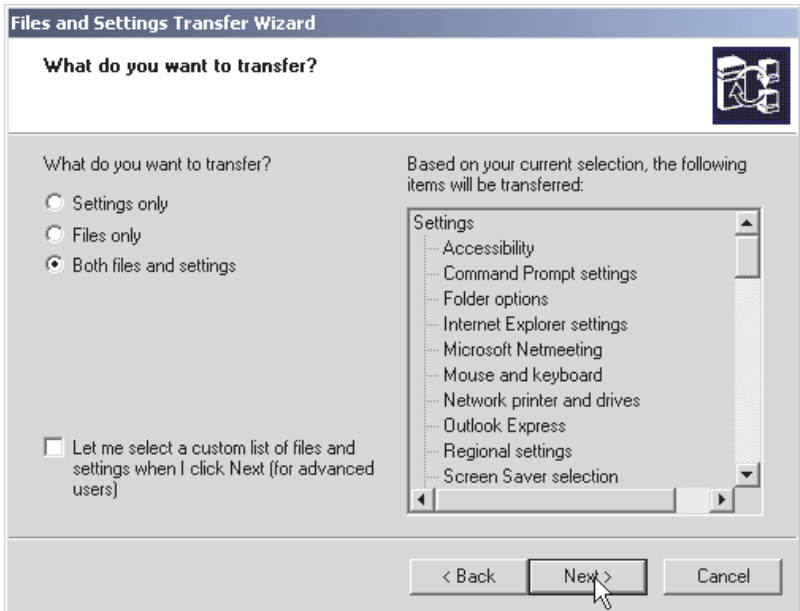 Files and Settings Transfer Wizard
What do you want to transfer?
What do you want to transfer?
Settings only
Files only
Both files and settings
Let me select a custom list of files and
settings when I click Next (for advanced
users)
Based on your current selection, the following
items will be transferred:
Settings
Accessibility
Command Prompt settings
Folder options
Internet Explorer settings
Microsoft Netmeeting
Mouse and keyboard
Network printer and drives
Outlook Express
Regional settings
Screen Saver selection
< Back
Next >
Cancel